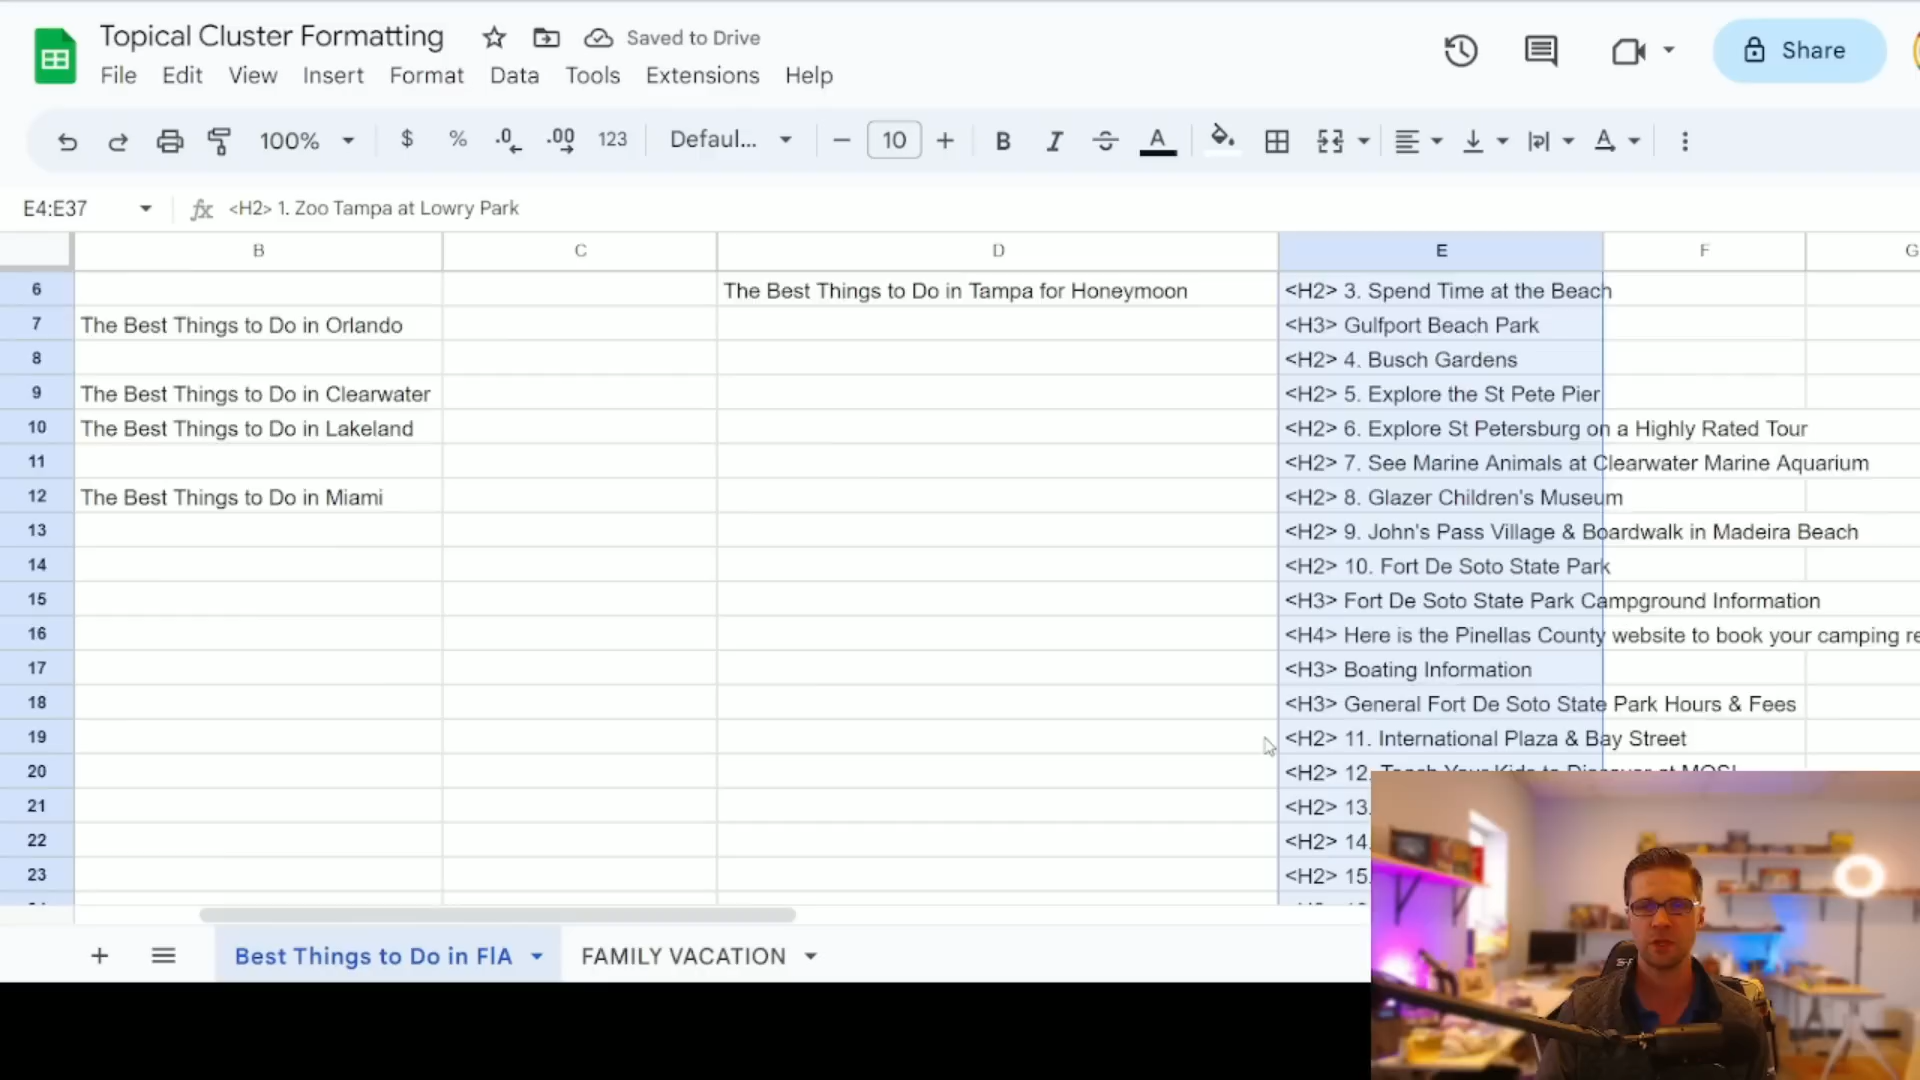 Topical Cluster Formatting
Saved to Drive
File Edit View Insert Format Data Tools Extensions Help
Share
100% $ % .0 .00 123 Defaul... 10 B I A
E4:E37 fx <H2> 1. Zoo Tampa at Lowry Park
B C D E F G
6 The Best Things to Do in Tampa for Honeymoon <H2> 3. Spend Time at the Beach
7 The Best Things to Do in Orlando <H3> Gulfport Beach Park
8 <H2> 4. Busch Gardens
9 The Best Things to Do in Clearwater <H2> 5. Explore the St Pete Pier
10 The Best Things to Do in Lakeland <H2> 6. Explore St Petersburg on a Highly Rated Tour
11 <H2> 7. See Marine Animals at Clearwater Marine Aquarium
12 The Best Things to Do in Miami <H2> 8. Glazer Children's Museum
13 <H2> 9. John's Pass Village & Boardwalk in Madeira Beach
14 <H2> 10. Fort De Soto State Park
15 <H3> Fort De Soto State Park Campground Information
16 <H4> Here is the Pinellas County website to book your camping re
17 <H3> Boating Information
18 <H3> General Fort De Soto State Park Hours & Fees
19 <H2> 11. International Plaza & Bay Street
20 <H2> 12. Teach Your Kids to Discover at MOSI
21 <H2> 13.
22 <H2> 14.
23 <H2> 15.
Best Things to Do in FlA FAMILY VACATION